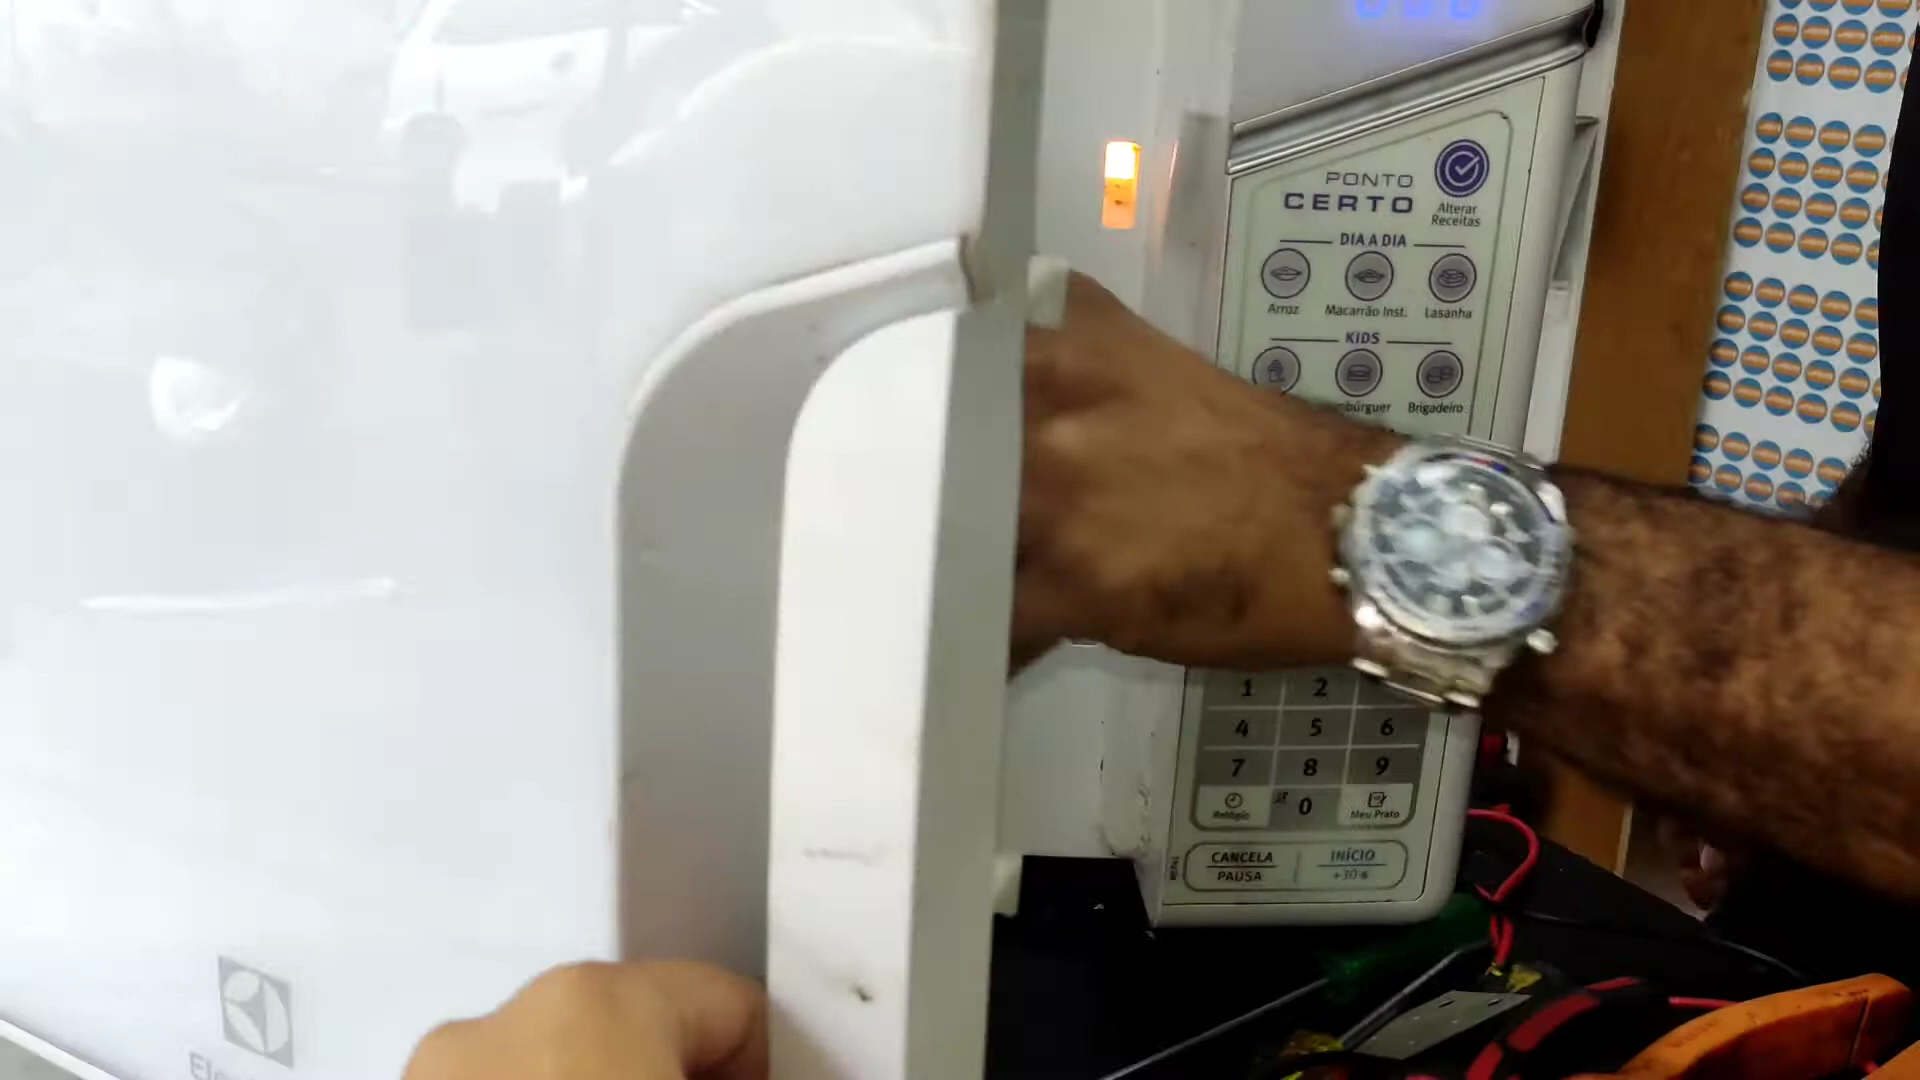 PONTO
CERTO
Alterar
Receitas
DIA A DIA
Arroz Macarrão Inst. Lasanha
KIDS
Brigadeiro
1 2
4 5 6
7 8 9
Relógio 0 Meu Prato
CANCELA INÍCIO
PAUSA +30 s